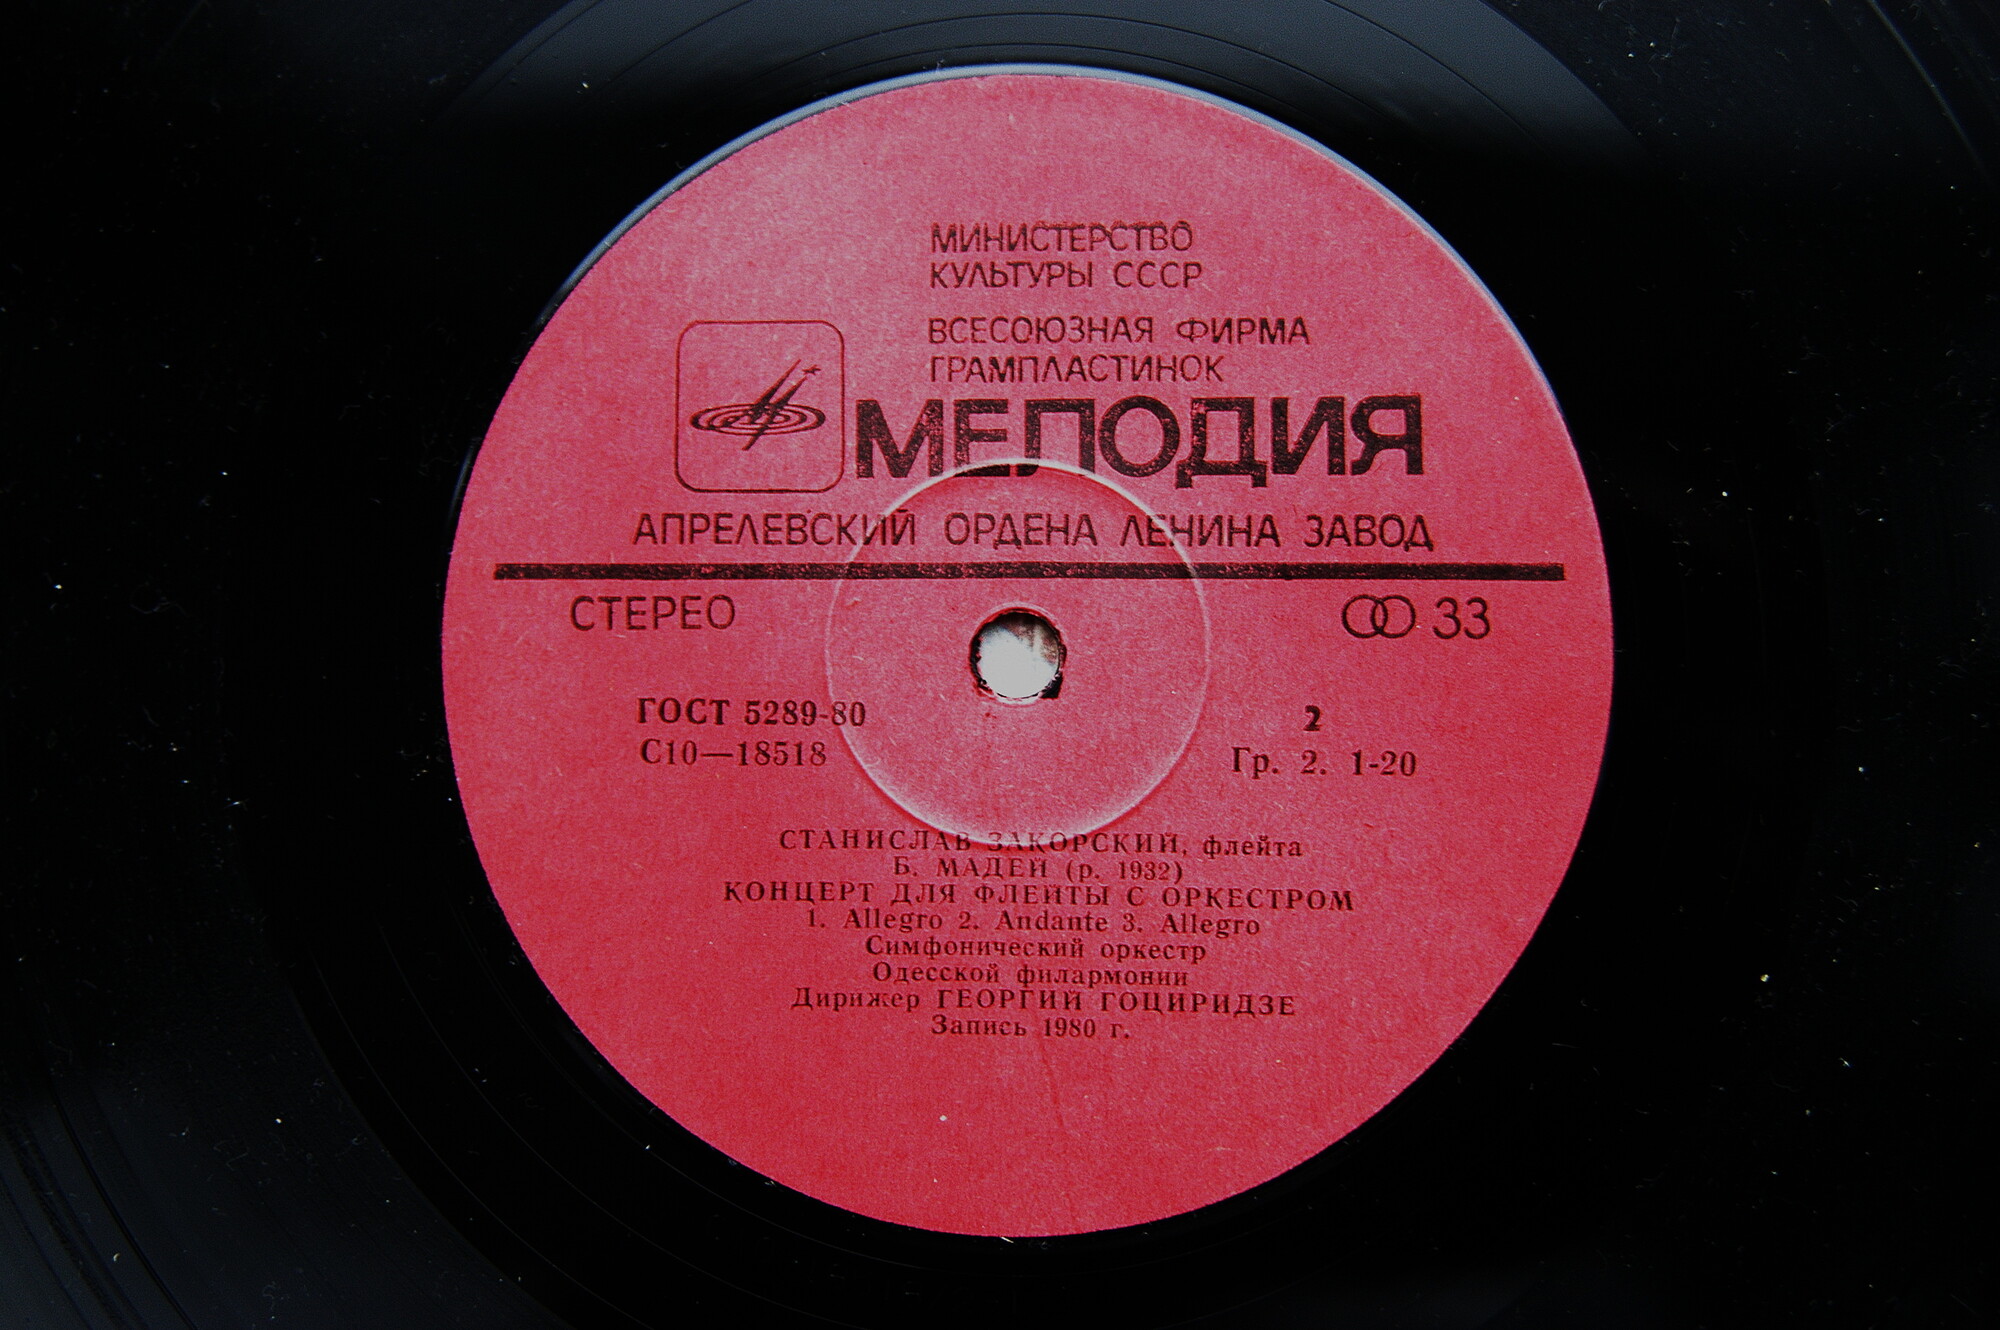 МИНИСТЕРСТВО
КУЛЬТУРЫ СССР
ВСЕСОЮЗНАЯ ФИРМА
ГРАМПЛАСТИНОК
МЕЛОДИЯ
АПРЕЛЕВСКИЙ ОРДЕНА ЛЕНИНА ЗАВОД
СТЕРЕО
33
ГОСТ 5289-80
С10—18518
2
Гр. 2. 1-20
СТАНИСЛАВ ЗАКОРСКИЙ, флейта
Б. МАДЕЙ (р. 1932)
КОНЦЕРТ ДЛЯ ФЛЕЙТЫ С ОРКЕСТРОМ
1. Allegro 2. Andante 3. Allegro
Симфонический оркестр
Одесской филармонии
Дирижер ГЕОРГИЙ ГОЦИРИДЗЕ
Запись 1980 г.